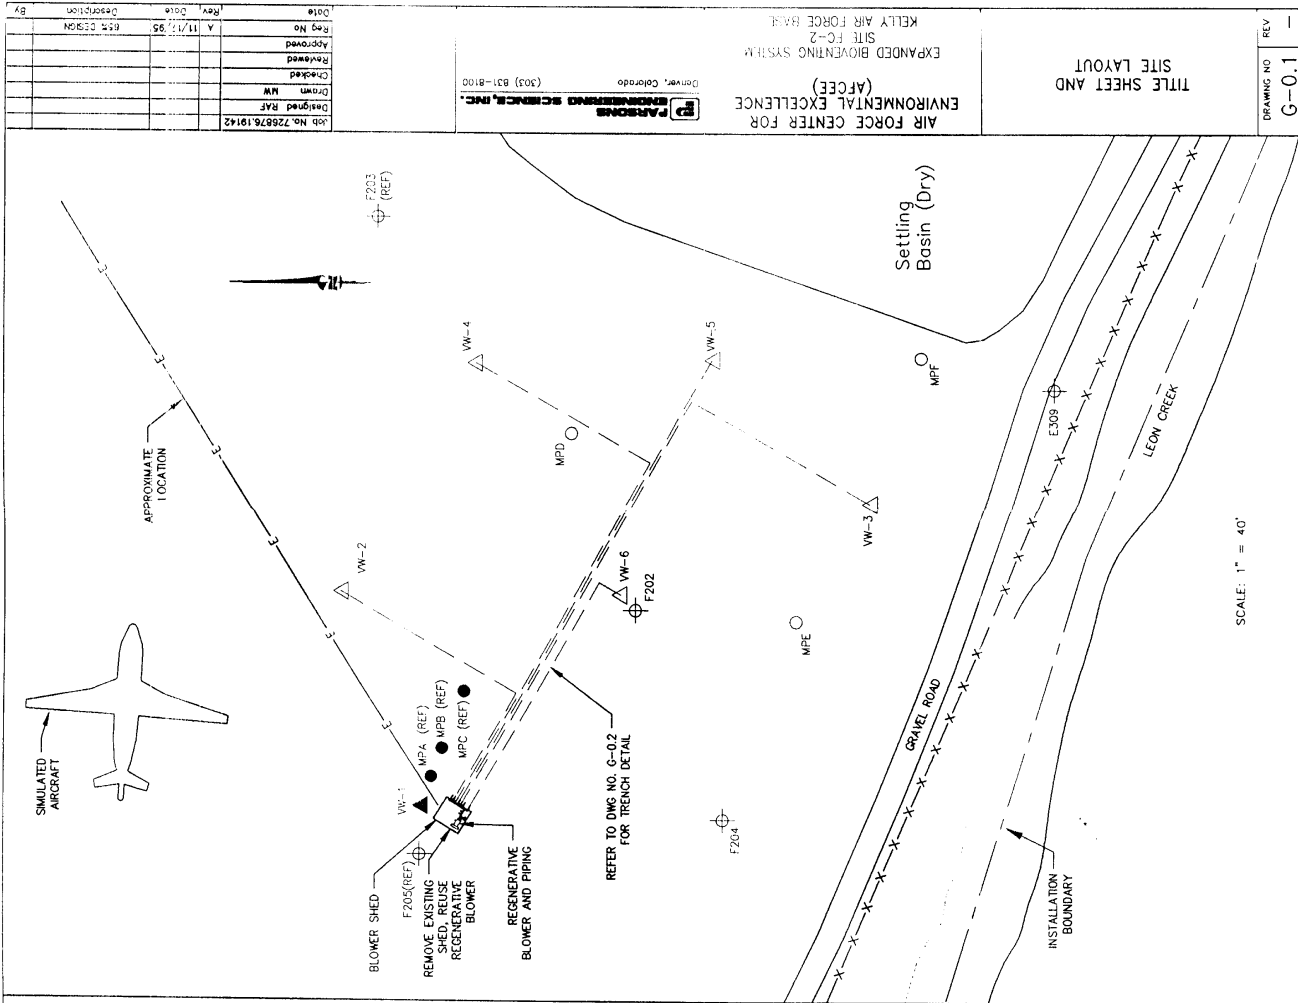 By
Description
Date
Rev
65% DESIGN
11/17/95
A
Date
Reg No
Approved
Reviewed
Checked
Drawn MW
Designed RAF
Job No.726876.19142
PARSONS
ENGINEERING SCIENCE, INC.
Denver, Colorado (303) 831-8100
AIR FORCE CENTER FOR
ENVIRONMENTAL EXCELLENCE
(AFCEE)
EXPANDED BIOVENTING SYSTEM
SITE FC-2
KELLY AIR FORCE BASE
TITLE SHEET AND
SITE LAYOUT
DRAWING NO
G-0.1
REV
1
F203
(REF)
Settling
Basin (Dry)
VW-4
VW-5
MPF
MPD
E309
LEON CREEK
APPROXIMATE
LOCATION
E
E
E
E
E
E
VW-2
VW-3
VW-6
F202
MPE
SCALE: 1" = 40'
SIMULATED
AIRCRAFT
MPA (REF)
MPB (REF)
MPC (REF)
VW-1
GRAVEL ROAD
REFER TO DWG NO. G-0.2
FOR TRENCH DETAIL
F204
F205(REF)
BLOWER SHED
REMOVE EXISTING
SHED, REUSE
REGENERATIVE
BLOWER
REGENERATIVE
BLOWER AND PIPING
INSTALLATION
BOUNDARY